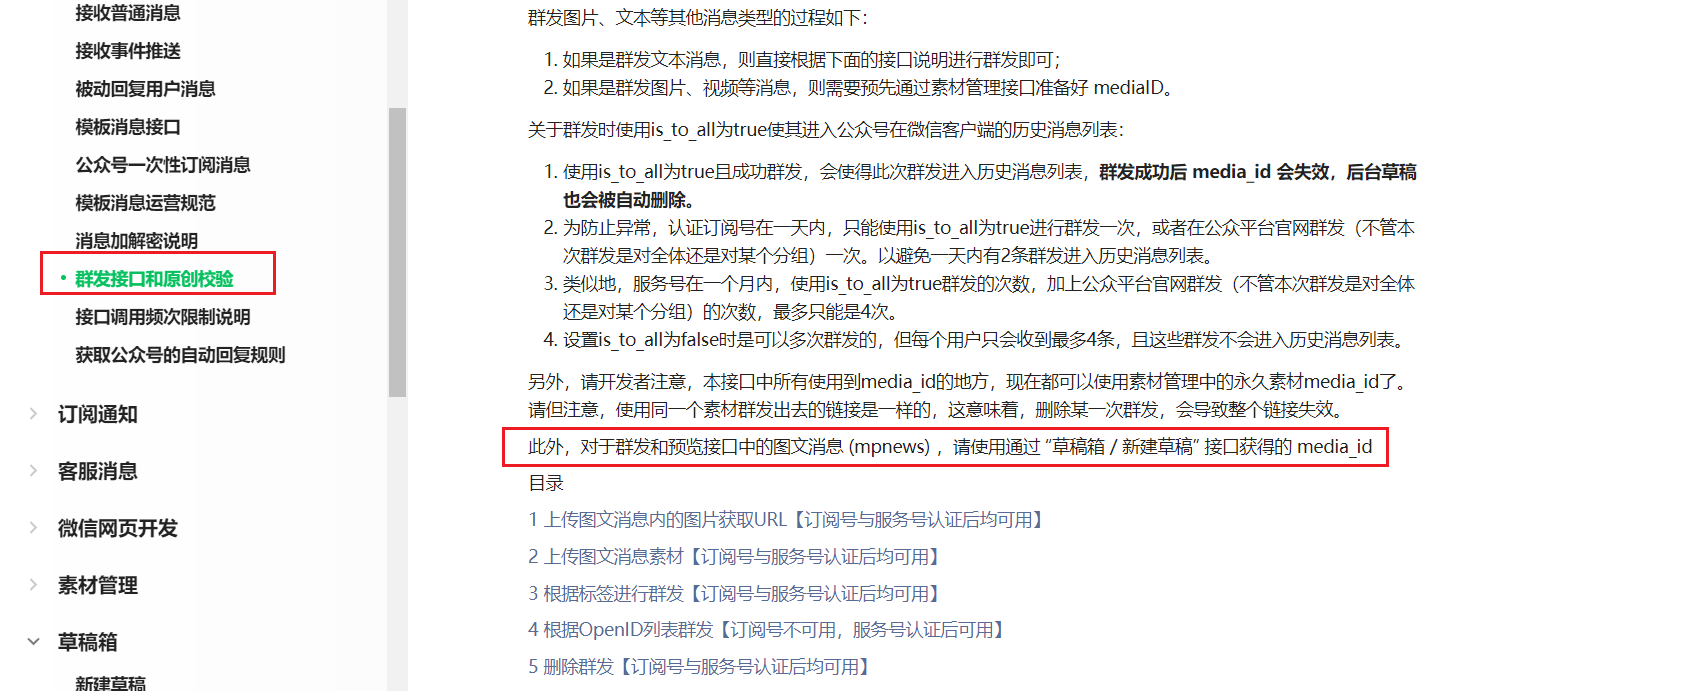 接收普通消息
接收事件推送
被动回复用户消息
模板消息接口
公众号一次性订阅消息
模板消息运营规范
消息加解密说明
• 群发接口和原创校验
接口调用频次限制说明
获取公众号的自动回复规则
订阅通知
客服消息
微信网页开发
素材管理
草稿箱
新建草稿
群发图片、文本等其他消息类型的过程如下：
1. 如果是群发文本消息，则直接根据下面的接口说明进行群发即可；
2. 如果是群发图片、视频等消息，则需要预先通过素材管理接口准备好 mediaID。
关于群发时使用is_to_all为true使其进入公众号在微信客户端的历史消息列表：
1. 使用is_to_all为true且成功群发，会使得此次群发进入历史消息列表，群发成功后 media_id 会失效，后台草稿
也会被自动删除。
2. 为防止异常，认证订阅号在一天内，只能使用is_to_all为true进行群发一次，或者在公众平台官网群发（不管本
次群发是对全体还是对某个分组）一次。以避免一天内有2条群发进入历史消息列表。
3. 类似地，服务号在一个月内，使用is_to_all为true群发的次数，加上公众平台官网群发（不管本次群发是对全体
还是对某个分组）的次数，最多只能是4次。
4. 设置is_to_all为false时是可以多次群发的，但每个用户只会收到最多4条，且这些群发不会进入历史消息列表。
另外，请开发者注意，本接口中所有使用到media_id的地方，现在都可以使用素材管理中的永久素材media_id了。
请但注意，使用同一个素材群发出去的链接是一样的，这意味着，删除某一次群发，会导致整个链接失效。
此外，对于群发和预览接口中的图文消息 (mpnews) ，请使用通过 “草稿箱 / 新建草稿” 接口获得的 media_id
目录
1 上传图文消息内的图片获取URL【订阅号与服务号认证后均可用】
2 上传图文消息素材【订阅号与服务号认证后均可用】
3 根据标签进行群发【订阅号与服务号认证后均可用】
4 根据OpenID列表群发【订阅号不可用，服务号认证后可用】
5 删除群发【订阅号与服务号认证后均可用】